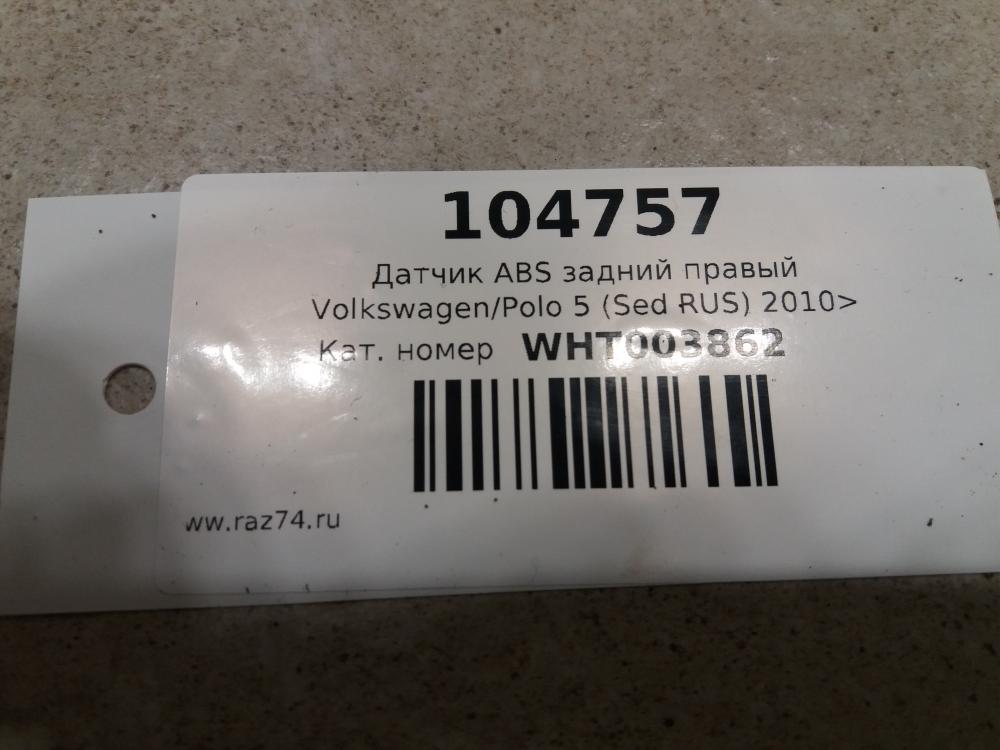 104757
Датчик ABS задний правый
Volkswagen/Polo 5 (Sed RUS) 2010>
Кат. номер WHT003862
ww.raz74.ru